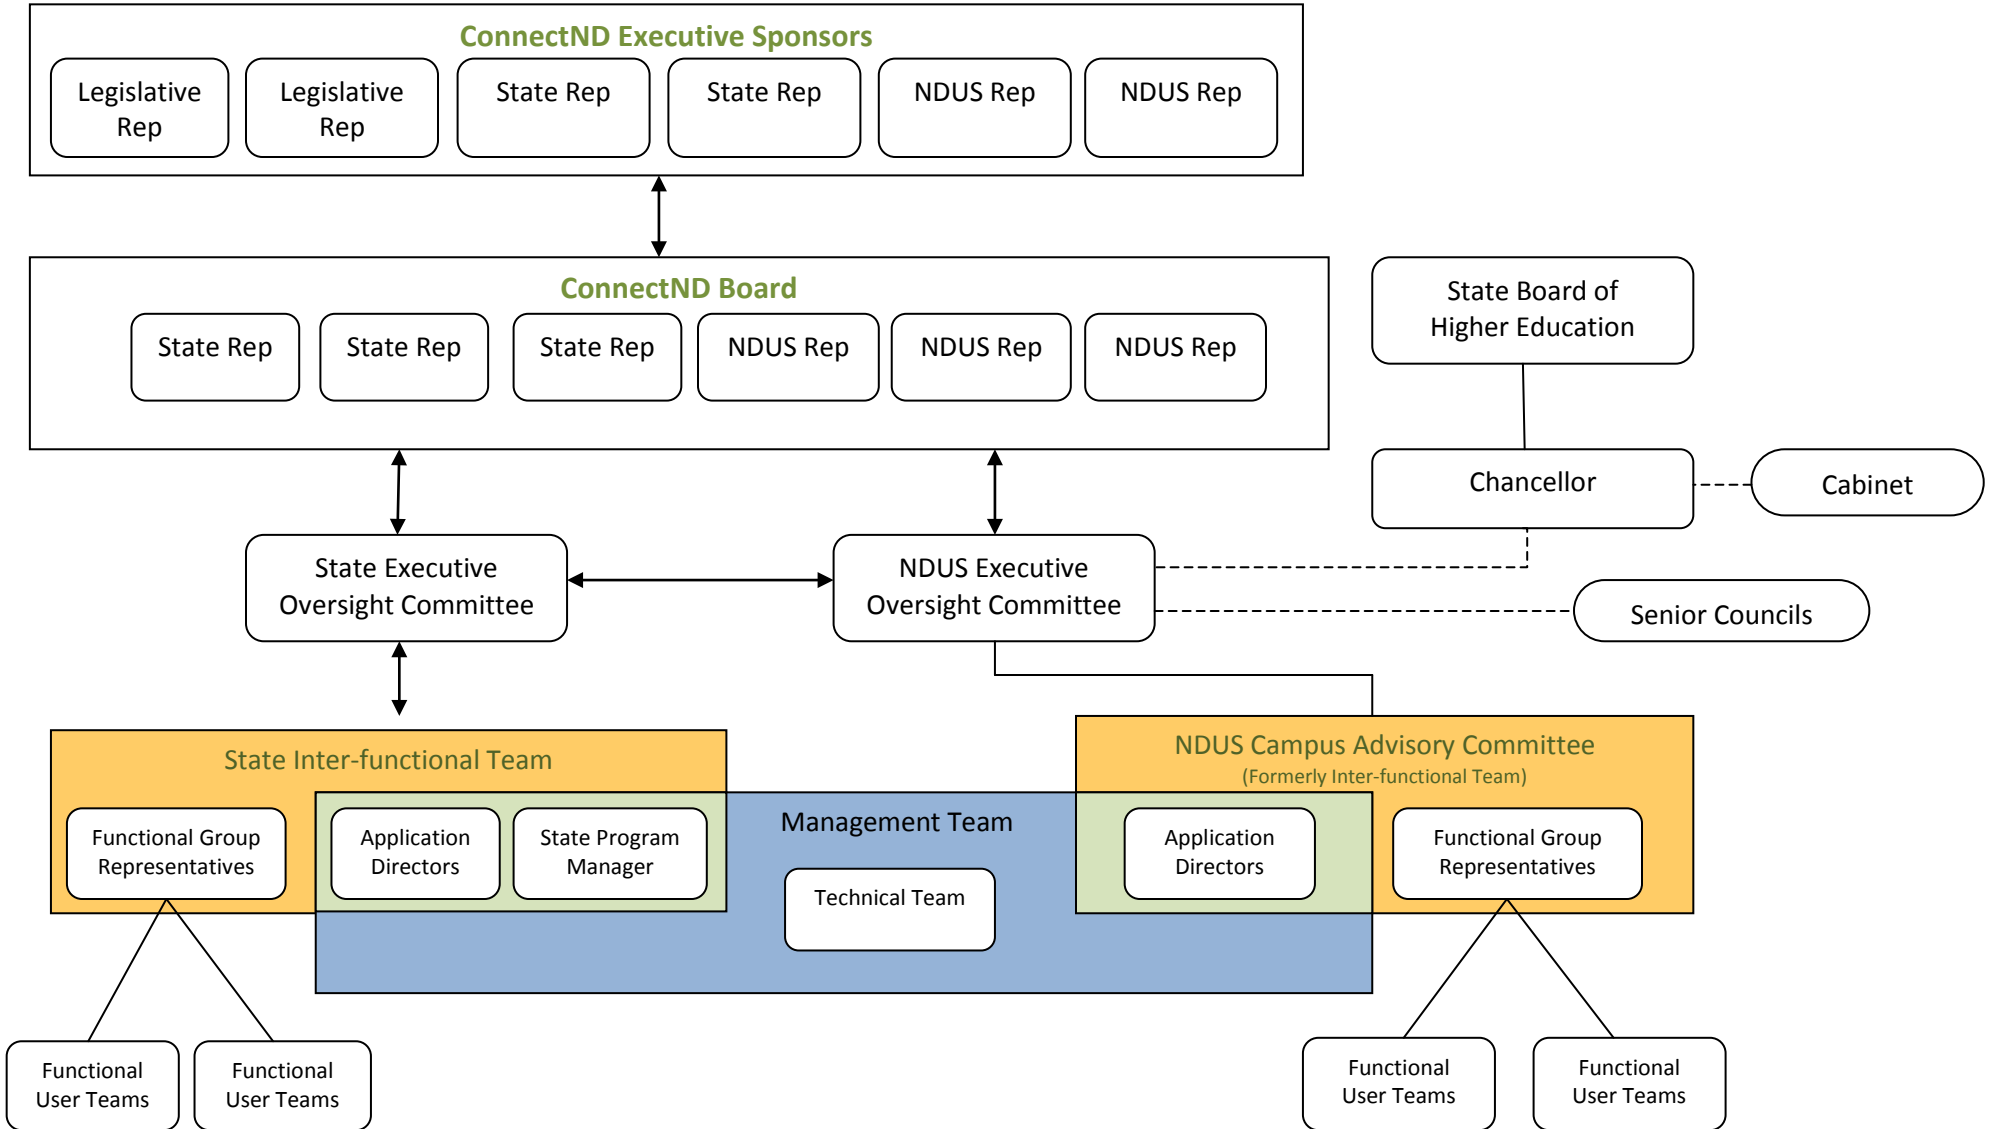 ConnectND Executive Sponsors
Legislative
Rep
Legislative
Rep
State Rep
State Rep
NDUS Rep
NDUS Rep
ConnectND Board
State Rep
State Rep
State Rep
NDUS Rep
NDUS Rep
NDUS Rep
State Board of
Higher Education
Chancellor
Cabinet
State Executive
Oversight Committee
NDUS Executive
Oversight Committee
Senior Councils
State Inter-functional Team
Functional Group
Representatives
Application
Directors
State Program
Manager
Management Team
Technical Team
NDUS Campus Advisory Committee
(Formerly Inter-functional Team)
Application
Directors
Functional Group
Representatives
Functional
User Teams
Functional
User Teams
Functional
User Teams
Functional
User Teams